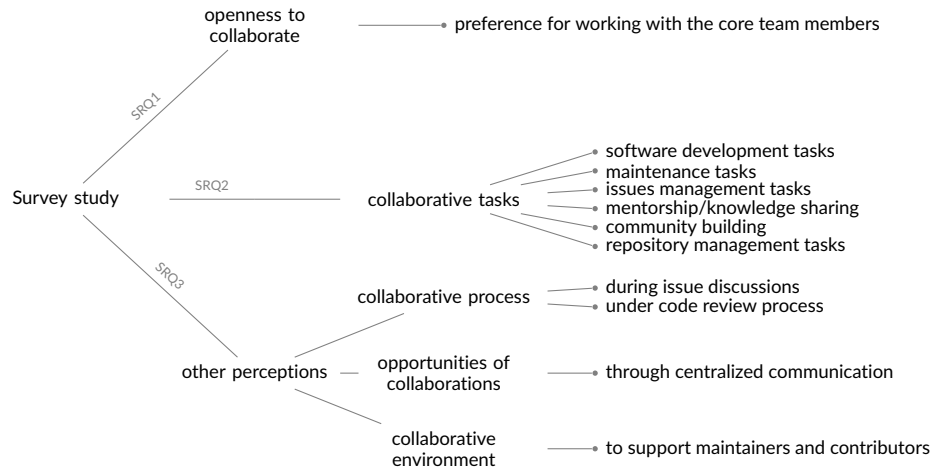 openness to
collaborate
preference for working with the core team members
SRQ1
Survey study
SRQ2
collaborative tasks
software development tasks
maintenance tasks
issues management tasks
mentorship/knowledge sharing
community building
repository management tasks
SRQ3
other perceptions
collaborative process
during issue discussions
under code review process
opportunities of
collaborations
through centralized communication
collaborative
environment
to support maintainers and contributors